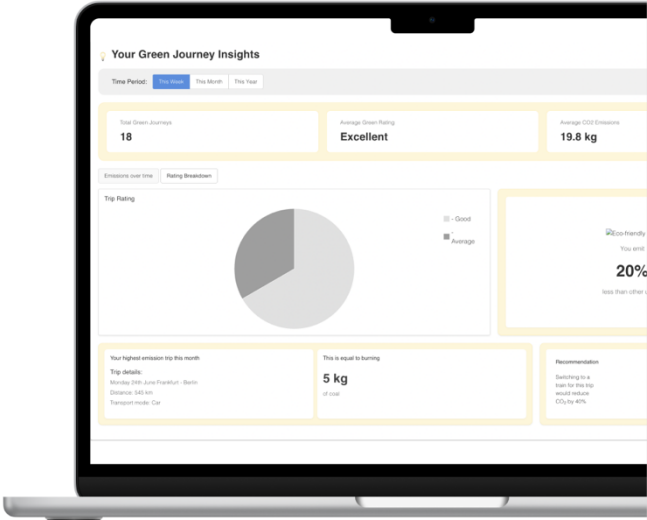 Your Green Journey Insights
Time Period: This Week This Month This Year
Total Green Journeys
18
Average Green Rating
Excellent
Average CO2 Emissions
19.8 kg
Emissions over time
Rating Breakdown
Trip Rating
- Good
-
Average
Eco-friendly
You emit
20%
less than other
Your highest emission trip this month
Trip details:
Monday 24th June Frankfurt - Berlin
Distance: 545 km
Transport mode: Car
This is equal to burning
5 kg
of coal
Recommendation
Switching to a
train for this trip
would reduce
CO₂ by 40%